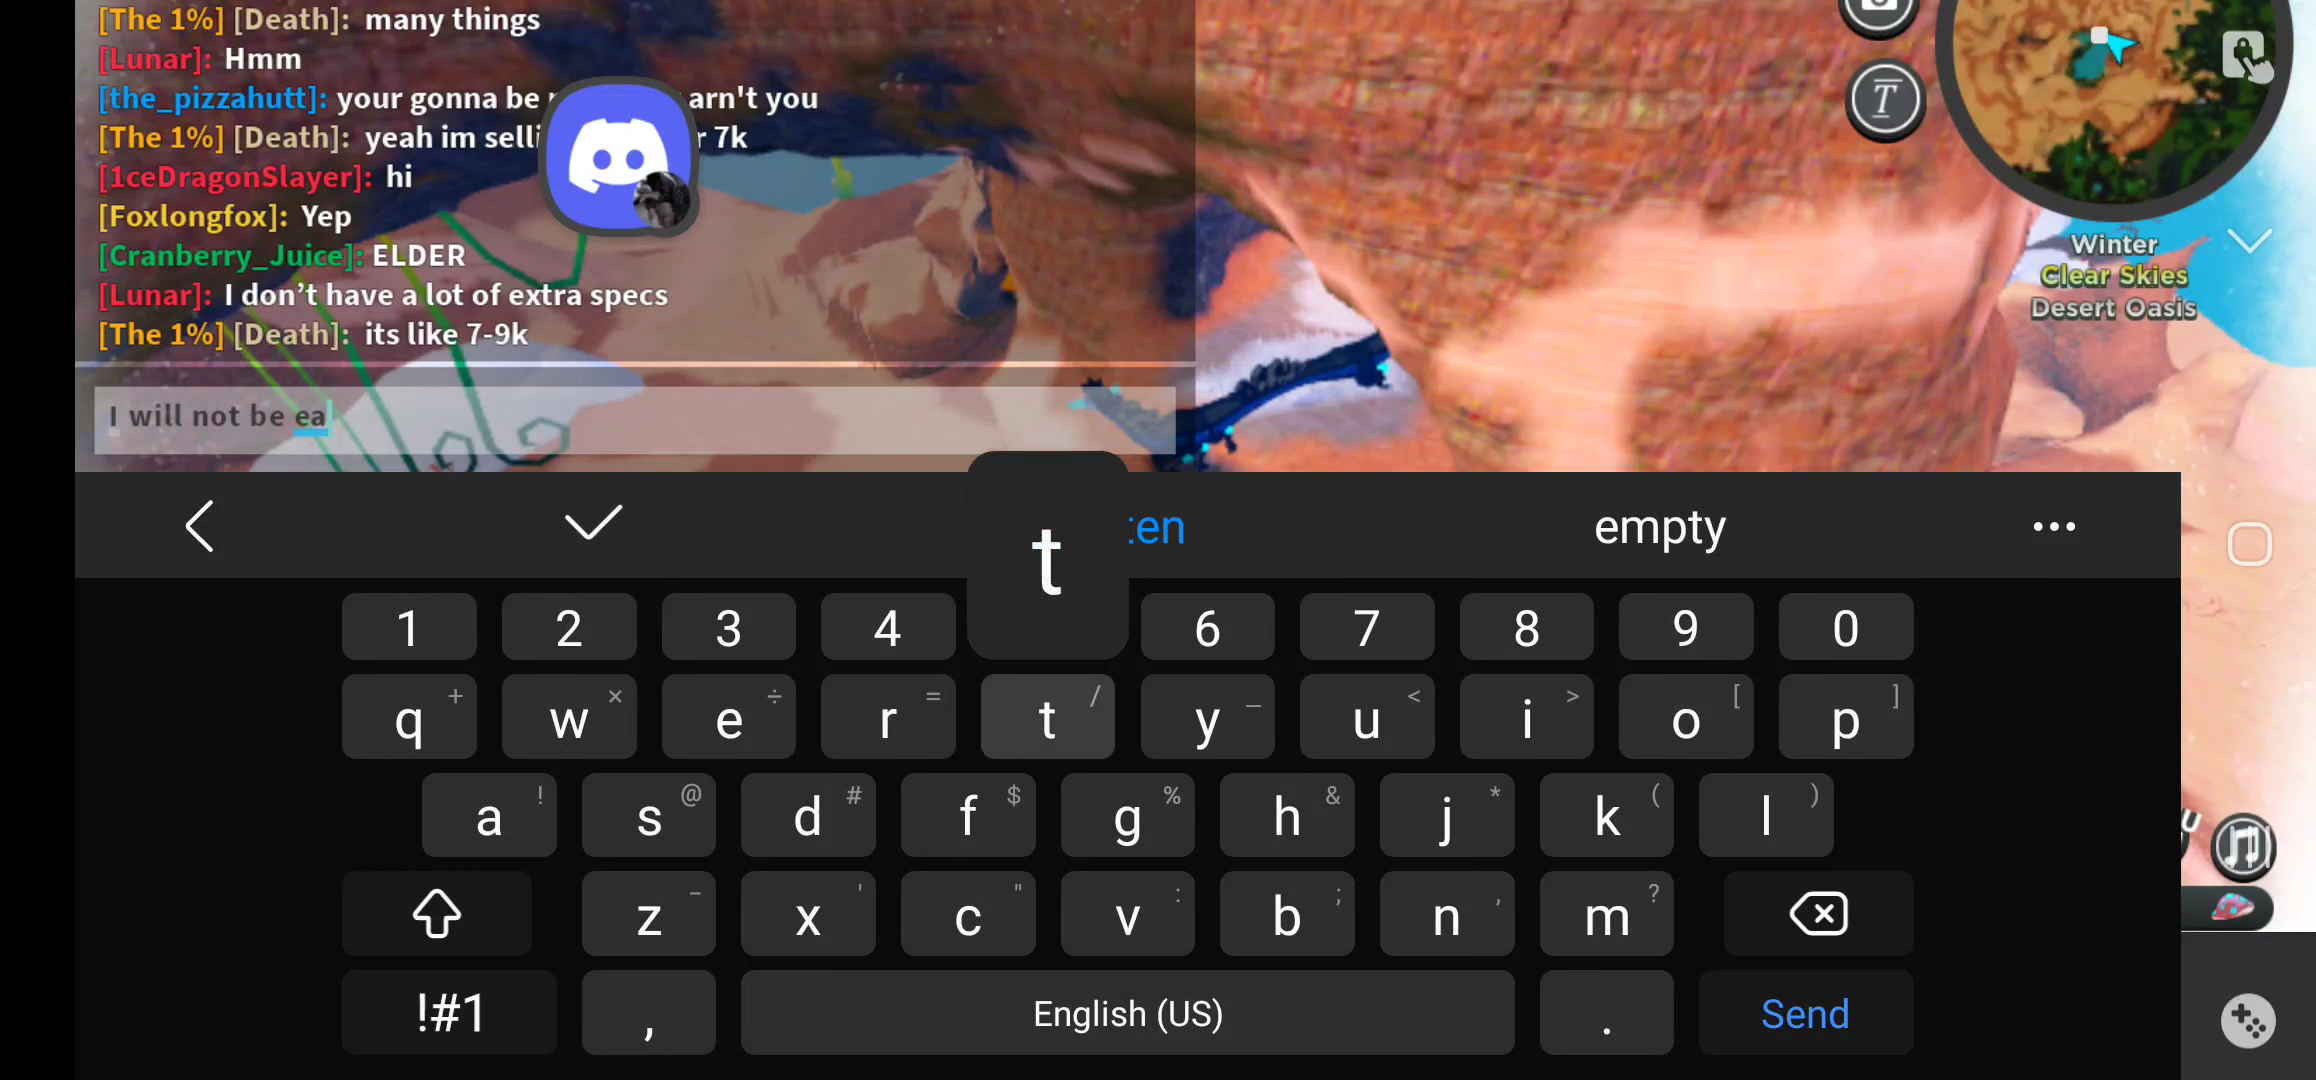 [The 1%] [Death]: many things
[Lunar]: Hmm
[the_pizzahutt]: your gonna be arn't you
[The 1%] [Death]: yeah im selli r 7k
[1ceDragonSlayer]: hi
[Foxlongfox]: Yep
[Cranberry_Juice]: ELDER
[Lunar]: I don't have a lot of extra specs
[The 1%] [Death]: its like 7-9k
I will not be ea
T
Winter
Clear Skies
Desert Oasis
t
ten
empty
1 2 3 4 6 7 8 9 0
+ × ÷ = / _ < > [ ]
q w e r t y u i o p
! @ # $ % & * ( )
a s d f g h j k l
- ' " : ; , ?
z x c v b n m
!#1 , English (US) . Send